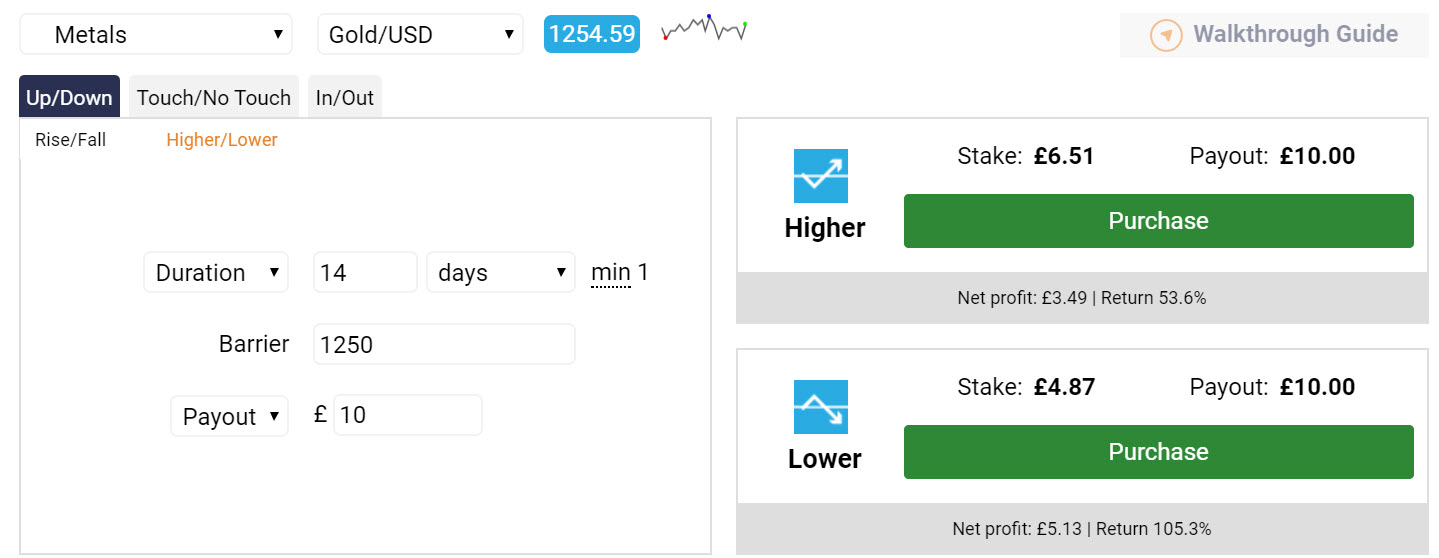 Metals ▼ Gold/USD ▼ 1254.59 Walkthrough Guide
Up/Down Touch/No Touch In/Out
Rise/Fall Higher/Lower
Duration ▼ 14 days ▼ min 1
Barrier 1250
Payout ▼ £ 10
Stake: £6.51 Payout: £10.00
Purchase
Higher
Net profit: £3.49 | Return 53.6%
Stake: £4.87 Payout: £10.00
Purchase
Lower
Net profit: £5.13 | Return 105.3%